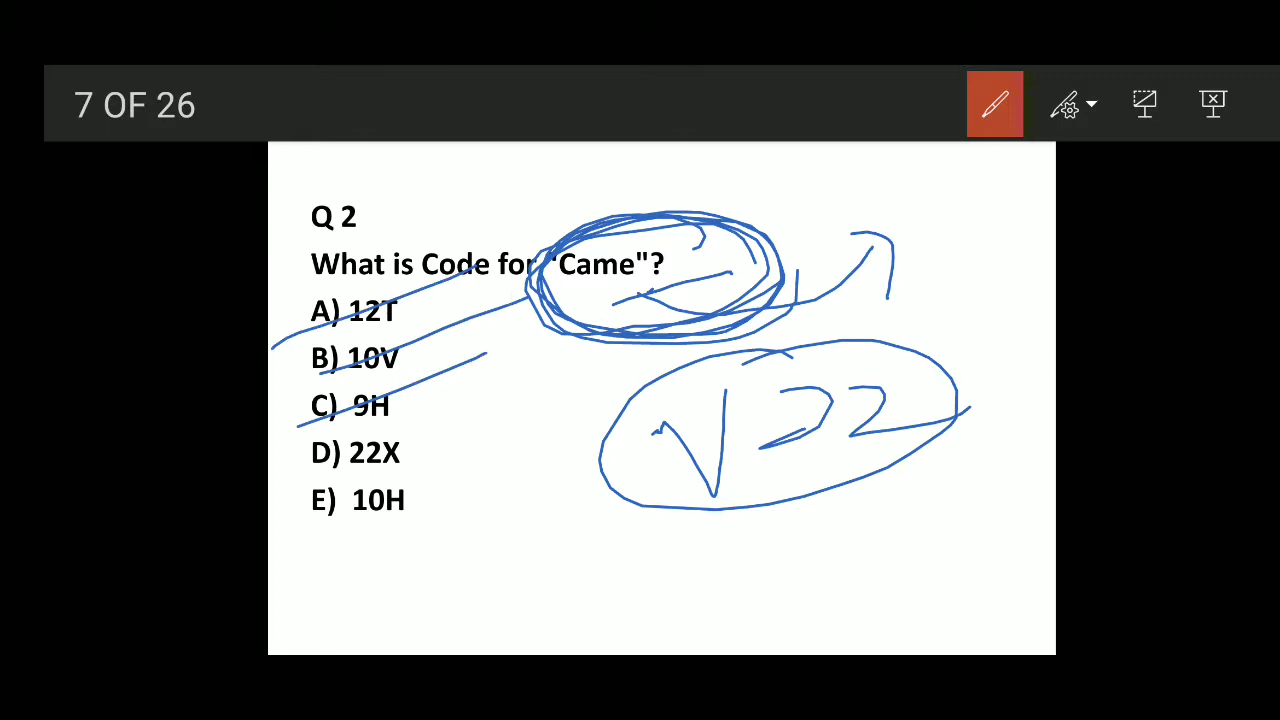 7 OF 26
Q 2
What is Code for "Came"?
A) 12T
B) 10V
C) 9H
D) 22X
E) 10H
√22